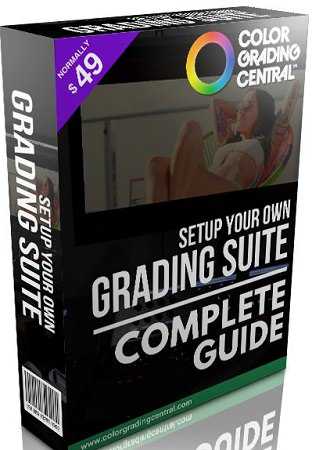 NORMALLY
$ 49
COLOR
GRADING
CENTRAL
SETUP YOUR OWN
GRADING SUITE
COMPLETE
GUIDE
www.colorgradingcentral.com
SETUP YOUR OWN
GRADING SUITE